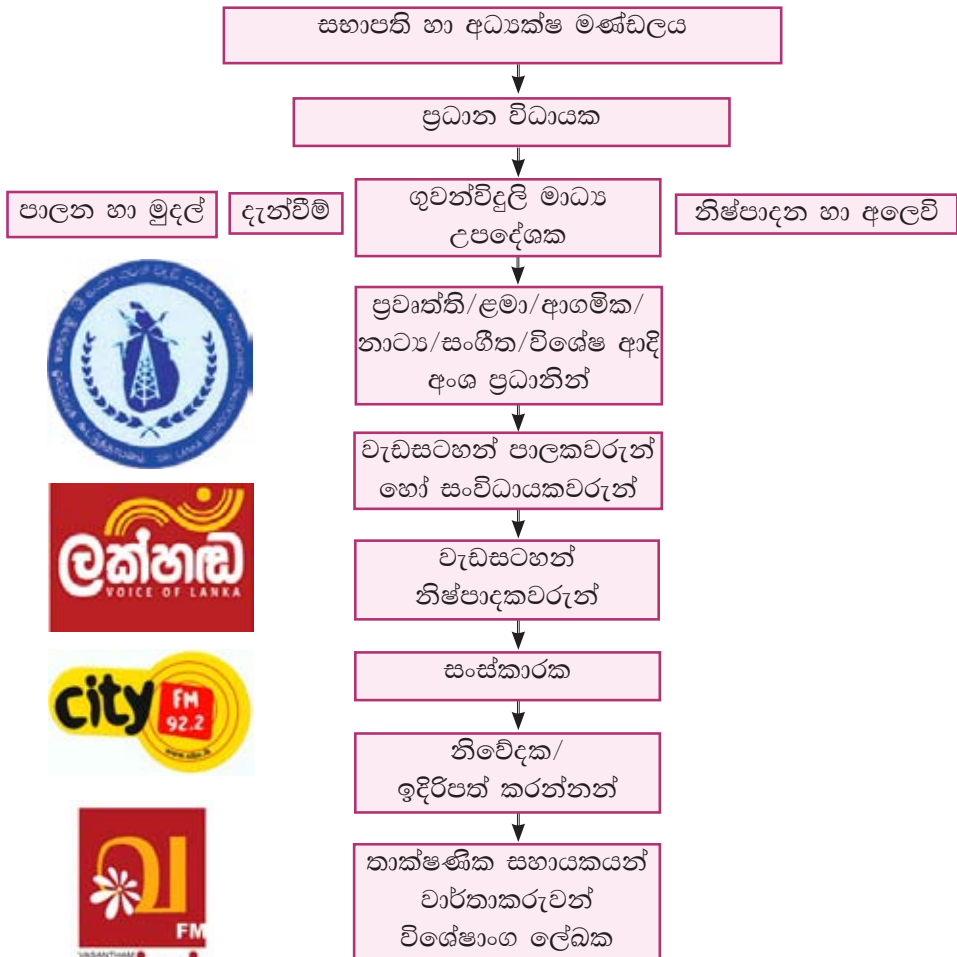 සභාපති හා අධ්‍යක්ෂ මණ්ඩලය
ප්‍රධාන විධායක
පාලන හා මුදල්
දැන්වීම්
ගුවන්විදුලි මාධ්‍ය
උපදේශක
නිෂ්පාදන හා අලෙවි
ප්‍රවෘත්ති/ළමා/ආගමික/
නාට්‍ය/සංගීත/විශේෂ ආදි
අංශ ප්‍රධානීන්
වැඩසටහන් පාලකවරුන්
හෝ සංවිධායකවරුන්
වැඩසටහන්
නිෂ්පාදකවරුන්
සංස්කාරක
නිවේදක/
ඉදිරිපත් කරන්නන්
තාක්ෂණික සහායකයන්
වාර්තාකරුවන්
විශේෂාංග ලේඛක
ලක්හඬ
VOICE OF LANKA
city
FM
92.2
வ
FM
VASANTHAM